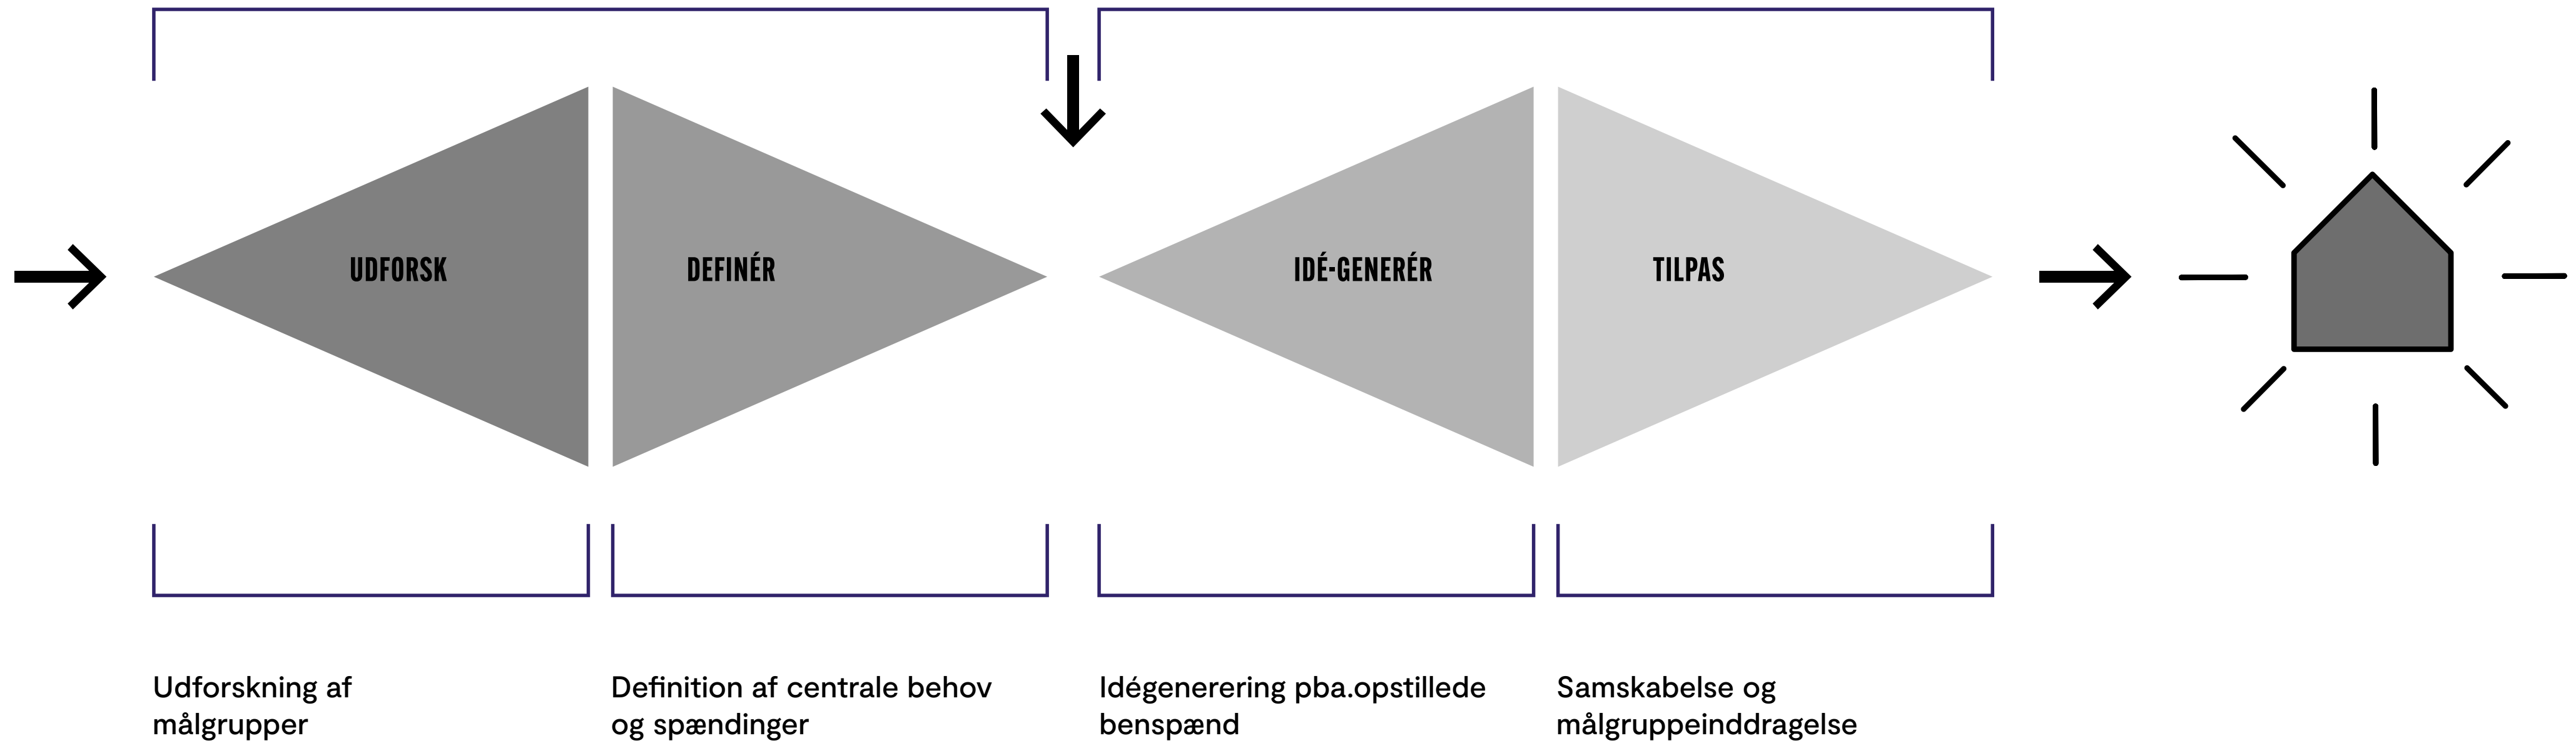 UDFORSK
DEFINÉR
IDÉ-GENERÉR
TILPAS
Udforskning af
målgrupper
Definition af centrale behov
og spændinger
Idégenerering pba.opstillede
benspænd
Samskabelse og
målgruppeinddragelse